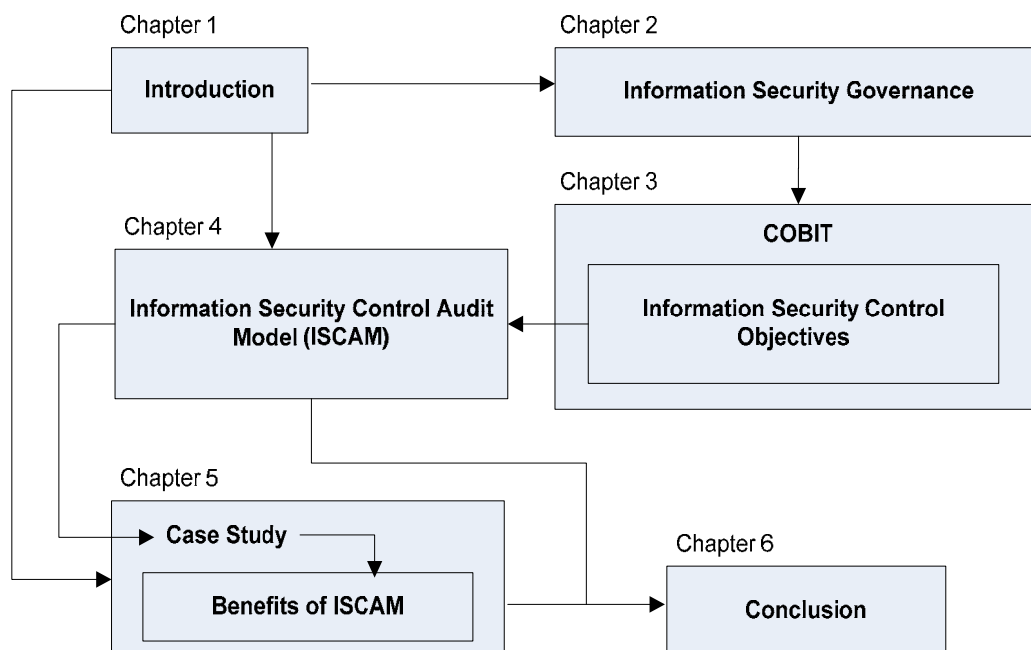 Chapter 1
Introduction
Chapter 2
Information Security Governance
Chapter 3
COBIT
Information Security Control
Objectives
Chapter 4
Information Security Control Audit
Model (ISCAM)
Chapter 5
Case Study
Benefits of ISCAM
Chapter 6
Conclusion